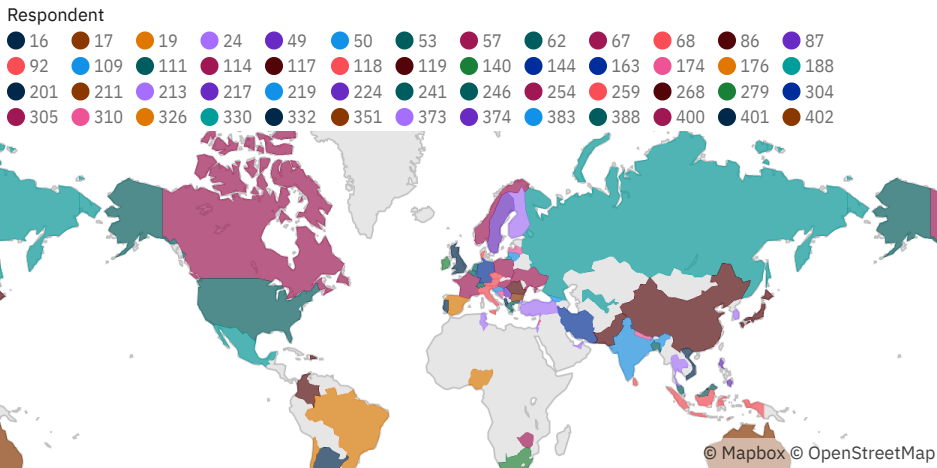 Respondent
16 17 19 24 49 50 53 57 62 67 68 86 87
92 109 111 114 117 118 119 140 144 163 174 176 188
201 211 213 217 219 224 241 246 254 259 268 279 304
305 310 326 330 332 351 373 374 383 388 400 401 402
© Mapbox © OpenStreetMap